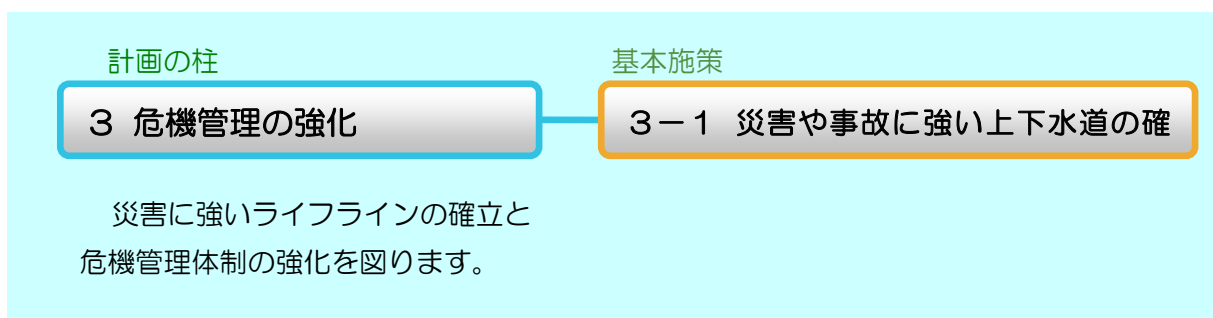 計画の柱
基本施策
３ 危機管理の強化
３－１ 災害や事故に強い上下水道の確
災害に強いライフラインの確立と
危機管理体制の強化を図ります。